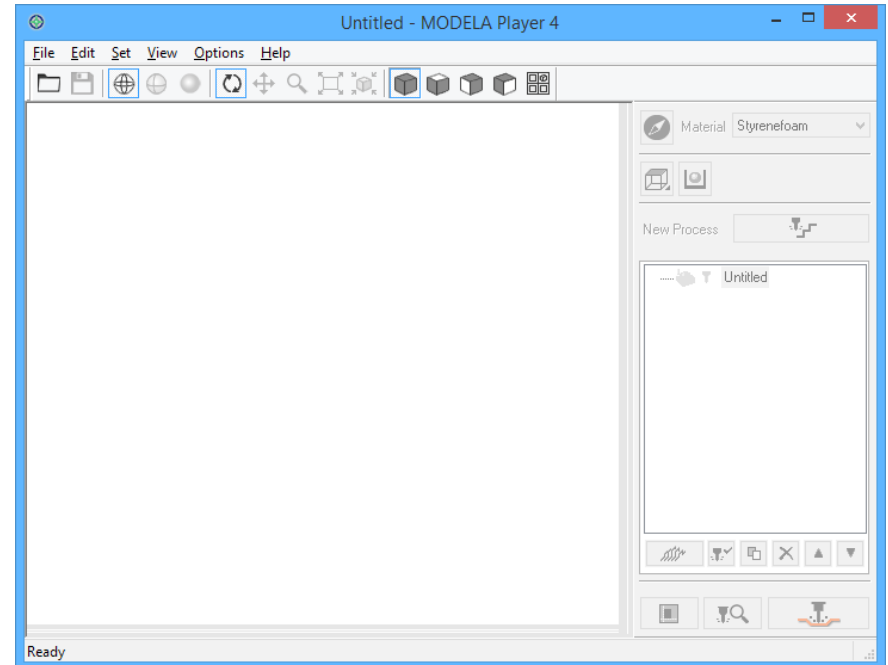 Untitled - MODELA Player 4
File Edit Set View Options Help
Material Styrenefoam
New Process
Untitled
Ready